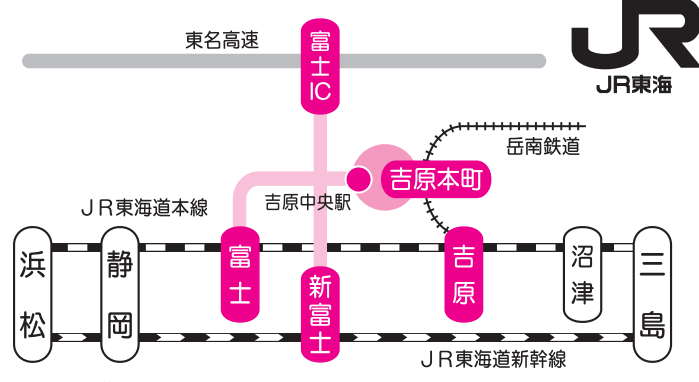 東名高速
富士IC
JR
JR東海
岳南鉄道
吉原本町
吉原中央駅
JR東海道本線
浜松
静岡
富士
新富士
吉原
沼津
三島
JR東海道新幹線